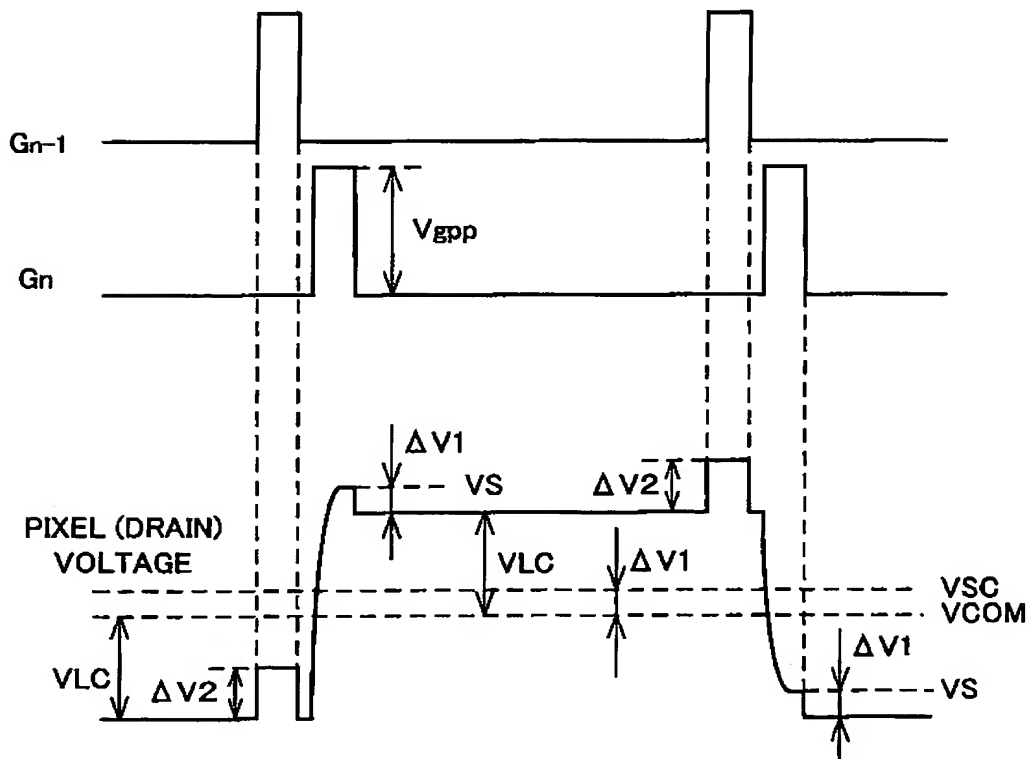 Gn-1
Vgpp
Gn
ΔV1
VS
ΔV2
PIXEL (DRAIN)
VOLTAGE
VLC
ΔV1
VSC
VCOM
ΔV1
VLC
ΔV2
VS